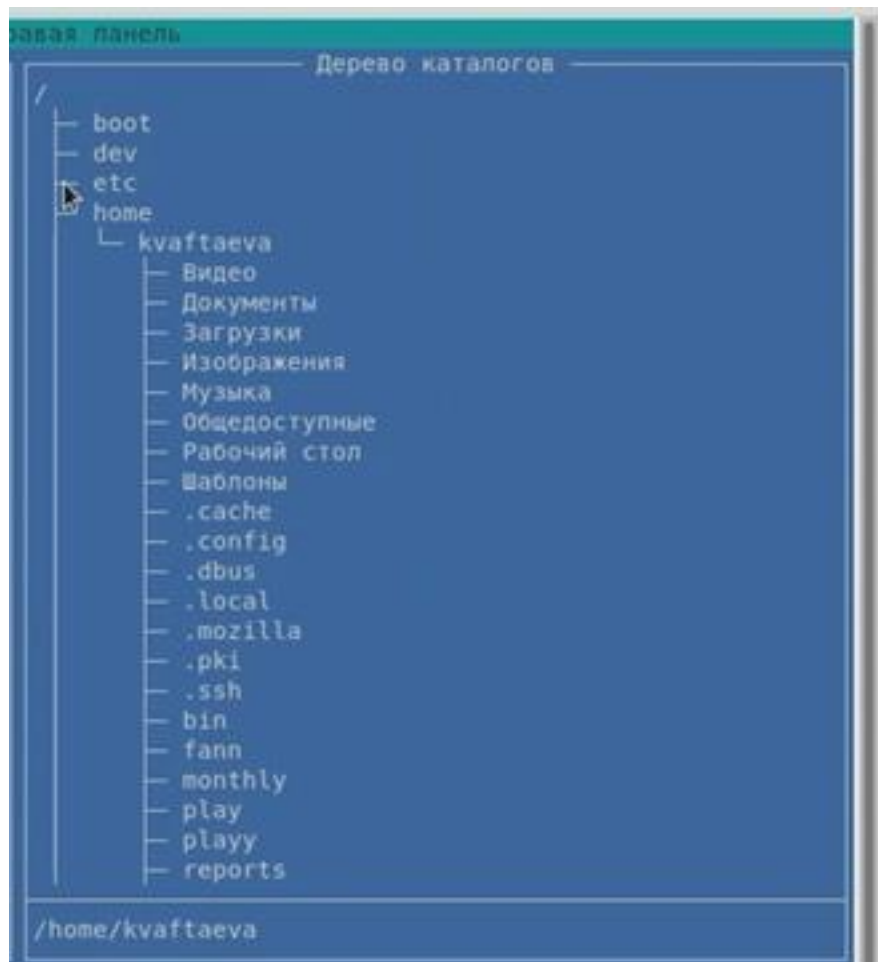 равая панель
Дерево каталогов
/
boot
dev
etc
home
kvaftaeva
Видео
Документы
Загрузки
Изображения
Музыка
Общедоступные
Рабочий стол
Шаблоны
.cache
.config
.dbus
.local
.mozilla
.pki
.ssh
bin
fann
monthly
play
playy
reports
/home/kvaftaeva